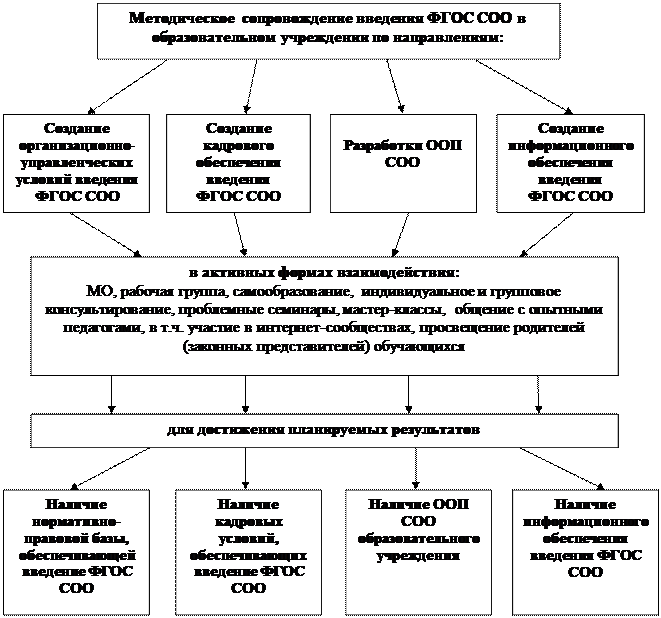 Методическое сопровождение введения ФГОС СОО в
образовательном учреждении по направлениями:
Создание
организационно-
управленческих
условий введения
ФГОС СОО
Создание
кадрового
обеспечения
введения
ФГОС СОО
Разработки ООП
СОО
Создание
информационного
обеспечения
введения
ФГОС СОО
в активных формах взаимодействия:
МО, рабочая группа, самообразование, индивидуальное и групповое
консультирование, проблемные семинары, мастер-классы, общение с опытными
педагогами, в т.ч. участие в интернет-сообществах, просвещение родителей
(законных представителей) обучающихся
для достижения планируемых результатов
Наличие
нормативно-
правовой базы,
обеспечивающей
введение ФГОС
СОО
Наличие
кадровых
условий,
обеспечивающих
введение ФГОС
СОО
Наличие ООП
СОО
образовательного
учреждения
Наличие
информационного
обеспечения
введения ФГОС
СОО